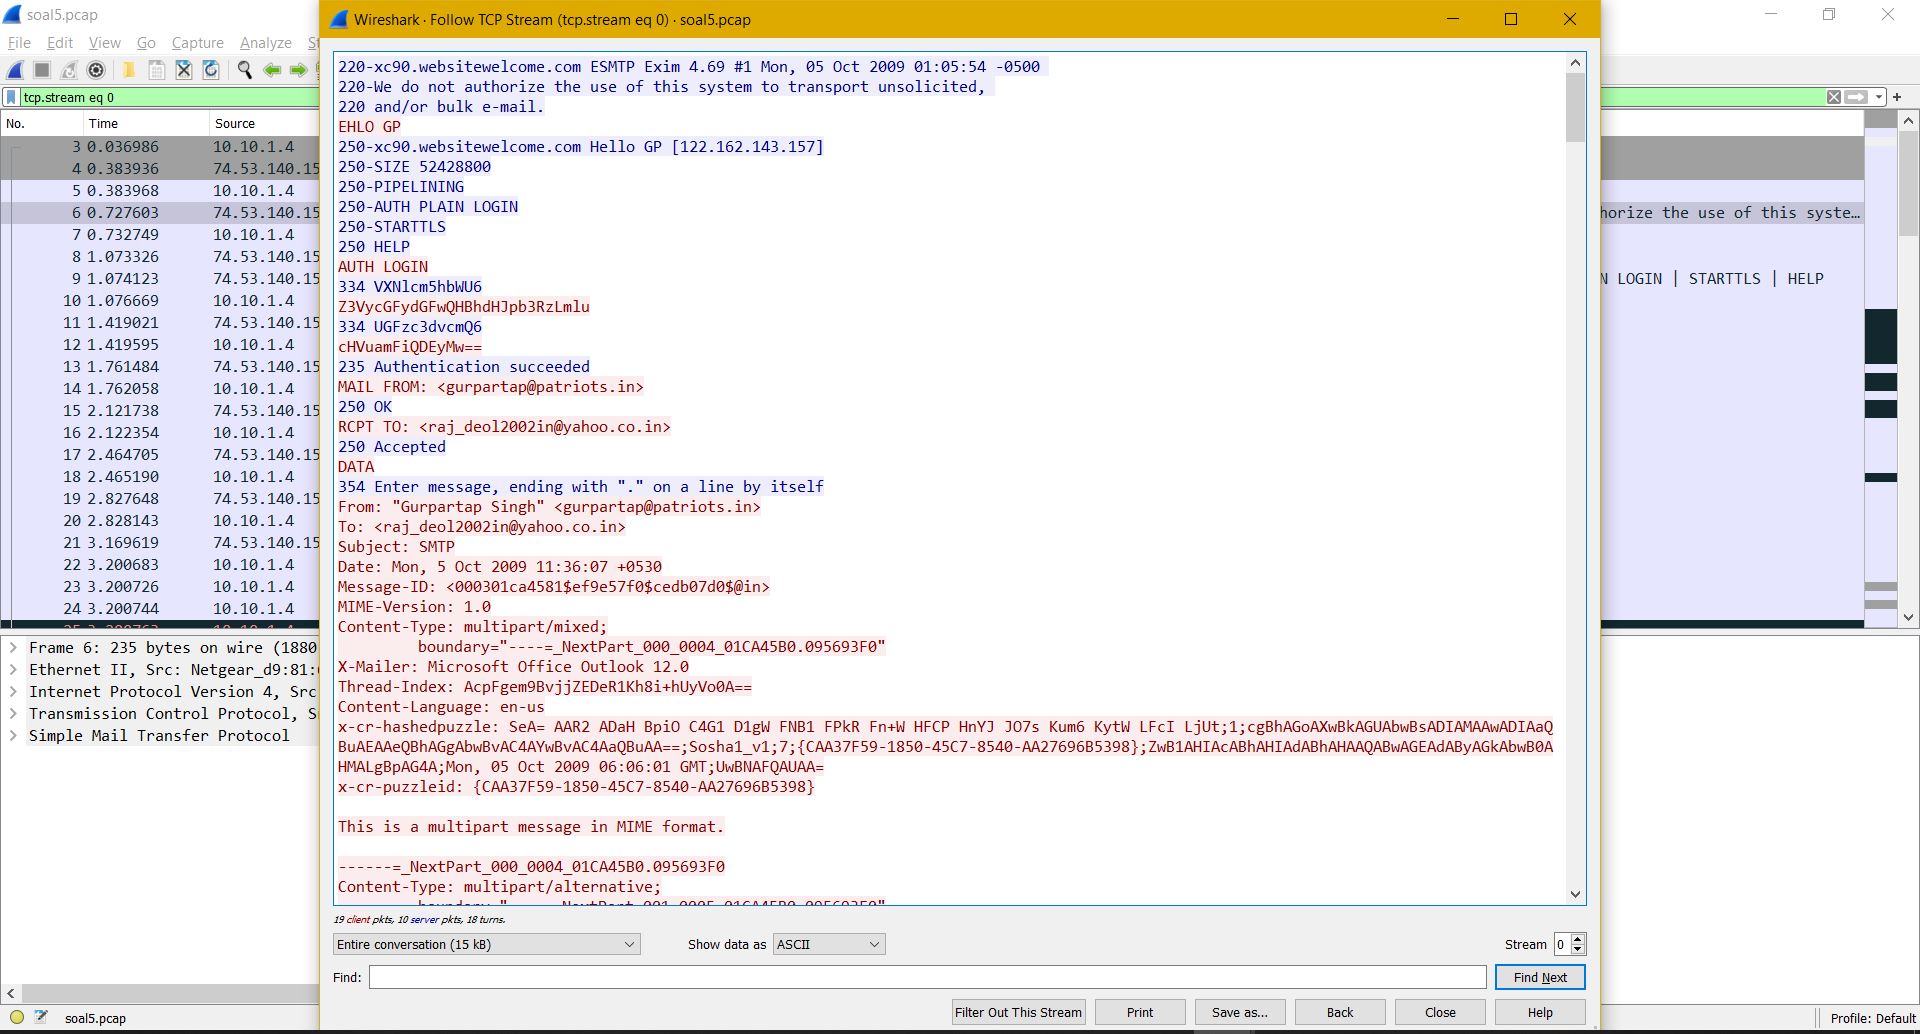 soal5.pcap
File Edit View Go Capture Analyze
tcp.stream eq 0
No. Time Source
3 0.036986 10.10.1.4
4 0.383936 74.53.140.15
5 0.383968 10.10.1.4
6 0.727603 74.53.140.15
7 0.732749 10.10.1.4
8 1.073326 74.53.140.15
9 1.074123 74.53.140.15
10 1.076669 10.10.1.4
11 1.419021 74.53.140.15
12 1.419595 10.10.1.4
13 1.761484 74.53.140.15
14 1.762058 10.10.1.4
15 2.121738 74.53.140.15
16 2.122354 10.10.1.4
17 2.464705 74.53.140.15
18 2.465190 10.10.1.4
19 2.827648 74.53.140.15
20 2.828143 10.10.1.4
21 3.169619 74.53.140.15
22 3.200683 10.10.1.4
23 3.200726 10.10.1.4
24 3.200744 10.10.1.4
Frame 6: 235 bytes on wire (1880
Ethernet II, Src: Netgear_d9:81:
Internet Protocol Version 4, Src
Transmission Control Protocol, S
Simple Mail Transfer Protocol
soal5.pcap
Wireshark · Follow TCP Stream (tcp.stream eq 0) · soal5.pcap
220-xc90.websitewelcome.com ESMTP Exim 4.69 #1 Mon, 05 Oct 2009 01:05:54 -0500
220-We do not authorize the use of this system to transport unsolicited,
220 and/or bulk e-mail.
EHLO GP
250-xc90.websitewelcome.com Hello GP [122.162.143.157]
250-SIZE 52428800
250-PIPELINING
250-AUTH PLAIN LOGIN
250-STARTTLS
250 HELP
AUTH LOGIN
334 VXNlcm5hbWU6
Z3VycGFydGFwQHBhdHJpb3RzLmlu
334 UGFzc3dvcmQ6
cHVuamFiQDEyMw==
235 Authentication succeeded
MAIL FROM: <gurpartap@patriots.in>
250 OK
RCPT TO: <raj_deol2002in@yahoo.co.in>
250 Accepted
DATA
354 Enter message, ending with "." on a line by itself
From: "Gurpartap Singh" <gurpartap@patriots.in>
To: <raj_deol2002in@yahoo.co.in>
Subject: SMTP
Date: Mon, 5 Oct 2009 11:36:07 +0530
Message-ID: <000301ca4581$ef9e57f0$cedb07d0$@in>
MIME-Version: 1.0
Content-Type: multipart/mixed;
boundary="----=_NextPart_000_0004_01CA45B0.095693F0"
X-Mailer: Microsoft Office Outlook 12.0
Thread-Index: AcpFgem9BvjjZEDeR1Kh8i+hUyVo0A==
Content-Language: en-us
x-cr-hashedpuzzle: SeA= AAR2 ADaH BpiO C4G1 D1gW FNB1 FPkR Fn+W HFCP HnYJ JO7s Kum6 KytW LFcI LjUt;1;cgBhAGoAXwBkAGUAbwBsADIAMAAwADIAaQ
BuAEAAeQBhAGgAbwBvAC4AYwBvAC4AaQBuAA==;Sosha1_v1;7;{CAA37F59-1850-45C7-8540-AA27696B5398};ZwB1AHIAcABhAHIAdABhAHAAQABwAGEAdAByAGkAbwB0A
HMALgBpAG4A;Mon, 05 Oct 2009 06:06:01 GMT;UwBNAFQAUAA=
x-cr-puzzleid: {CAA37F59-1850-45C7-8540-AA27696B5398}
This is a multipart message in MIME format.
------=_NextPart_000_0004_01CA45B0.095693F0
Content-Type: multipart/alternative;
19 client pkts, 10 server pkts, 18 turns.
Entire conversation (15 kB) Show data as ASCII Stream 0
Find: Find Next
Filter Out This Stream Print Save as... Back Close Help
horize the use of this syste…
N LOGIN | STARTTLS | HELP
Profile: Default